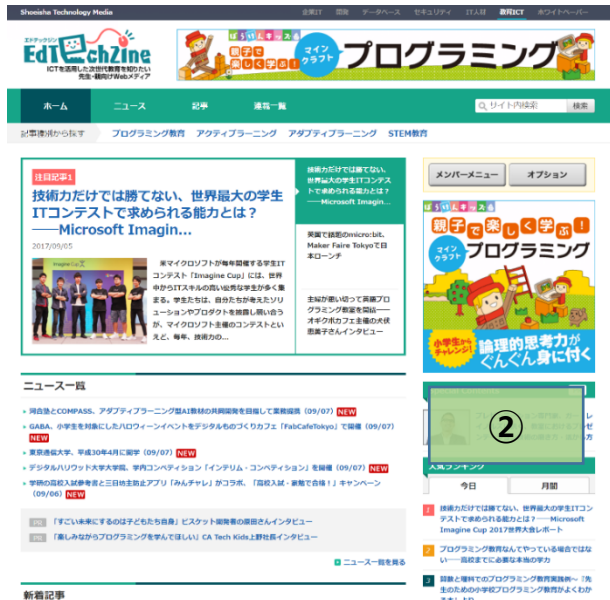 Shoeisha Technology Media
企業IT 開発 データベース セキュリティ IT人材 教育ICT ホワイトペーパー
エドテックジン
EdTechZine
ICTを活用した次世代教育を知りたい
先生・親向けWebメディア
ぼうけんキッズ
親子で
楽しく学ぶ!
マイン
クラフト
プログラミング
ホーム ニュース 記事 連載一覧
サイト内検索 検索
記事種別から探す プログラミング教育 アクティブラーニング アダプティブラーニング STEM教育
注目記事1
技術力だけでは勝てない、世界最大の学生
ITコンテストで求められる能力とは?
──Microsoft Imagin...
2017/09/05
Imagine Cup
米マイクロソフトが毎年開催する学生IT
コンテスト「Imagine Cup」には、世界
中からITスキルの高い優秀な学生が多く集
まる。学生たちは、自分たちが考えたソリ
ューションやプロダクトを披露し競い合う
が、マイクロソフト主催のコンテストとい
えど、毎年、技術力の...
技術力だけでは勝てない、
世界最大の学生ITコンテス
トで求められる能力とは?
──Microsoft Imagin...
英国で話題のmicro:bit、
Maker Faire Tokyoで日
本ローンチ
主婦が思い切って英語プロ
グラミング教室を開校──
オギクボカフェ主催の犬伏
恵美子さんインタビュー
メンバーメニュー オプション
親子で楽しく学ぶ!
マイン
クラフト
プログラミング
小学生から
チャレンジ!
論理的思考力が
ぐんぐん身に付く
ニュース一覧
河合塾とCOMPASS、アダプティブラーニング型AI教材の共同開発を目指して業務提携(09/07) NEW
GABA、小学生を対象にしたハロウィーンイベントをデジタルものづくりカフェ「FabCafeTokyo」で開催(09/07)
NEW
東京通信大学、平成30年4月に開学(09/07) NEW
デジタルハリウッド大学大学院、学内コンペティション「インテリム・コンペティション」を開催(09/07) NEW
学研の高校入試参考書と三日坊主防止アプリ「みんチャレ」がコラボ、「高校入試・最短で合格!」キャンペーン
(09/06) NEW
PR 「すごい未来にするのは子どもたち自身」ビスケット開発者の原田さんインタビュー
PR 「楽しみながらプログラミングを学んでほしい」CA Tech Kids上野社長インタビュー
ニュース一覧を見る
新着記事
②
人気ランキング
今日 月間
1 技術力だけでは勝てない、世界最大の学生ITコン
テストで求められる能力とは?──Microsoft
Imagine Cup 2017世界大会レポート
2 プログラミング教育なんてやっている場合ではな
い──高校までに必要な本当の学力
3 算数と理科でのプログラミング教育実践例~『先
生のための小学校プログラミング教育がよくわか